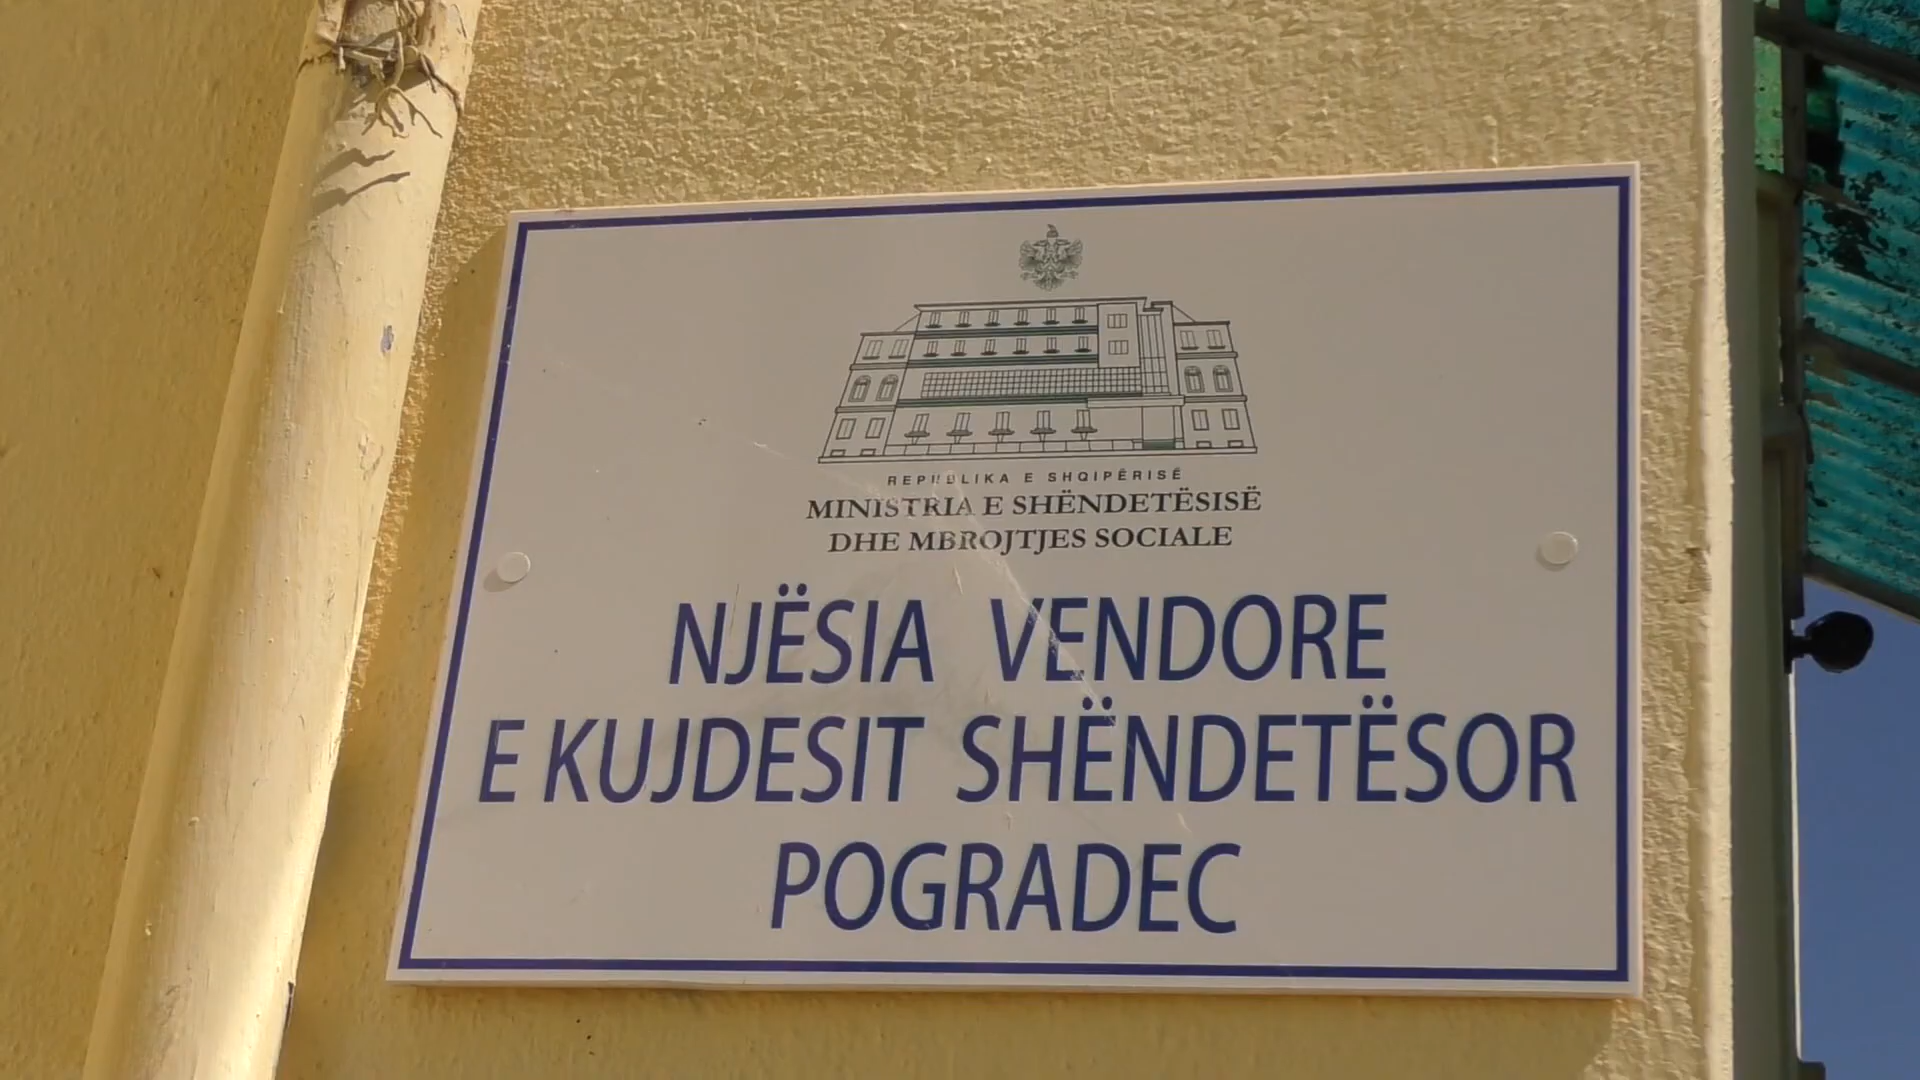 REPUBLIKA E SHQIPËRISË
MINISTRIA E SHËNDETËSISË
DHE MBROJTJES SOCIALE
NJËSIA VENDORE
E KUJDESIT SHËNDETËSOR
POGRADEC